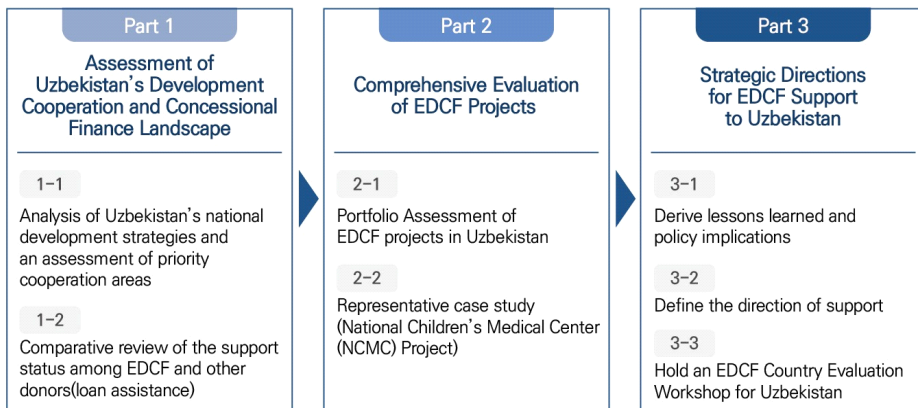 Part 1
Assessment of
Uzbekistan's Development
Cooperation and Concessional
Finance Landscape
1-1
Analysis of Uzbekistan's national
development strategies and
an assessment of priority
cooperation areas
1-2
Comparative review of the support
status among EDCF and other
donors(loan assistance)
Part 2
Comprehensive Evaluation
of EDCF Projects
2-1
Portfolio Assessment of
EDCF projects in Uzbekistan
2-2
Representative case study
(National Children's Medical Center
(NCMC) Project)
Part 3
Strategic Directions
for EDCF Support
to Uzbekistan
3-1
Derive lessons learned and
policy implications
3-2
Define the direction of support
3-3
Hold an EDCF Country Evaluation
Workshop for Uzbekistan